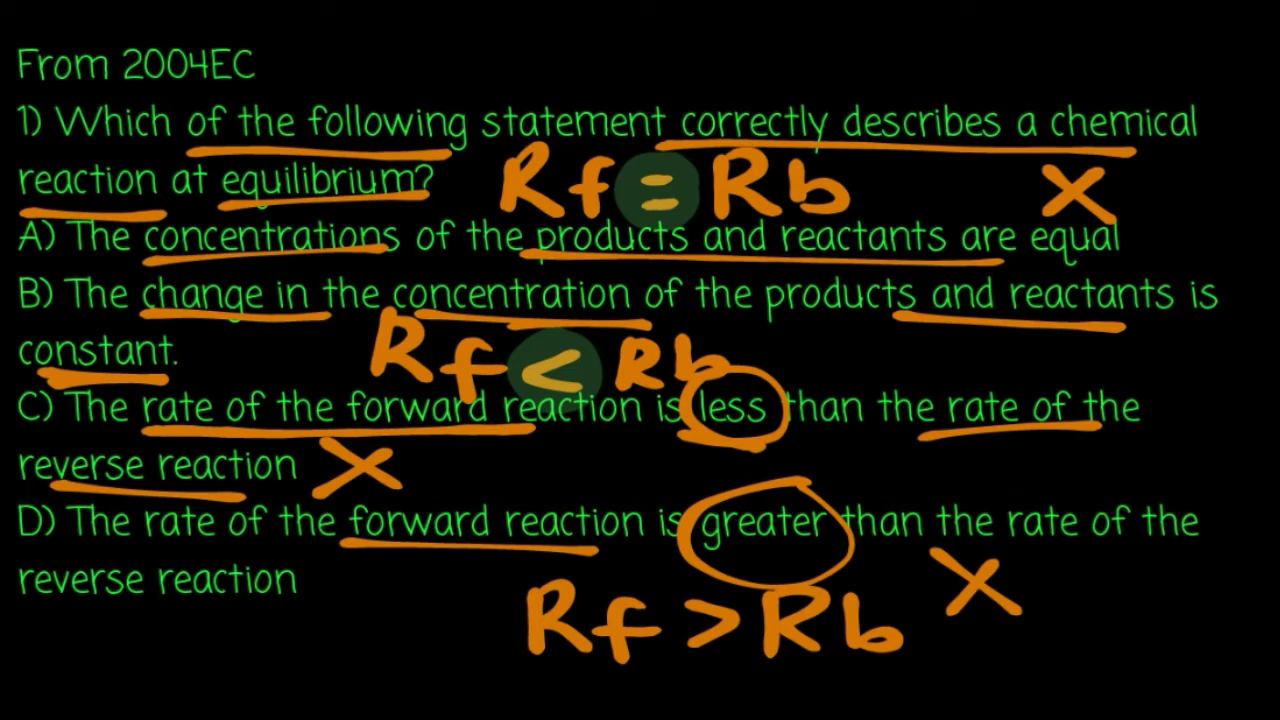 From 2004EC
1) Which of the following statement correctly describes a chemical
reaction at equilibrium?
Rf = Rb X
A) The concentrations of the products and reactants are equal
B) The change in the concentration of the products and reactants is
constant.
Rf < Rb
C) The rate of the forward reaction is less than the rate of the
reverse reaction X
D) The rate of the forward reaction is greater than the rate of the
reverse reaction
Rf > Rb X